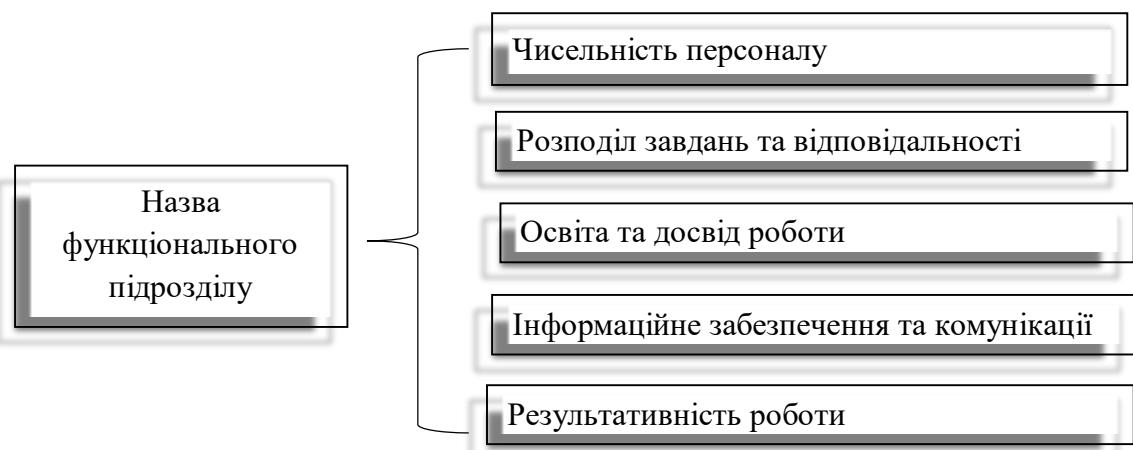 Чисельність персоналу
Розподіл завдань та відповідальності
Назва
функціонального
підрозділу
Освіта та досвід роботи
Інформаційне забезпечення та комунікації
Результативність роботи